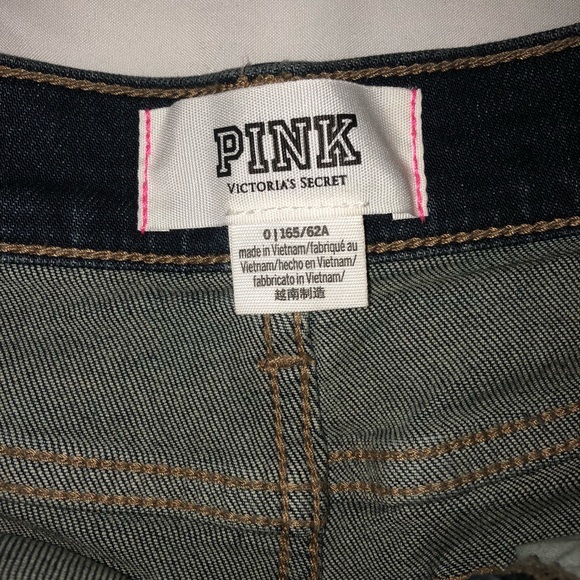 PINK
VICTORIA'S SECRET
0 | 165/62A
made in Vietnam/fabriqué au
Vietnam/hecho en Vietnam/
fabbricato in Vietnam/
越南制造